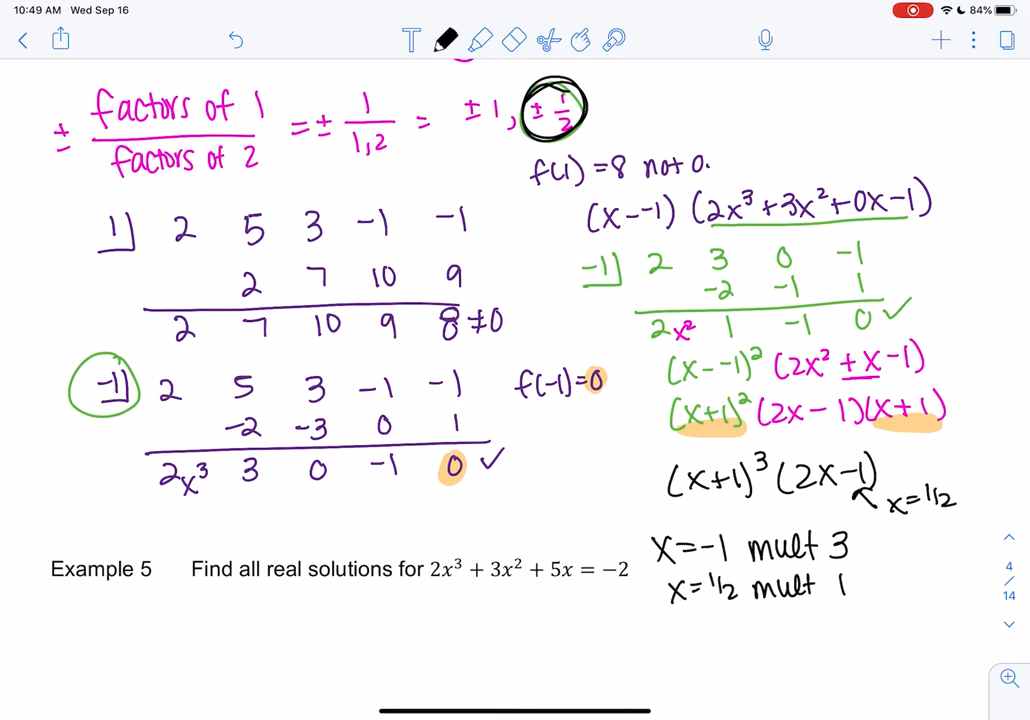 10:49 AM Wed Sep 16
84%
± factors of 1 / factors of 2 = ± 1 / 1,2 = ± 1, ± 1/2
f(1) = 8 not 0.
(x--1) (2x³+3x²+0x-1)
1⌋ 2 5 3 -1 -1
2 7 10 9
2 7 10 9 8≠0
-1⌋ 2 3 0 -1
-2 -1 1
2x² 1 -1 0 ✓
(x--1)² (2x² + x -1)
(x+1)² (2x - 1)(x+1)
-1⌋ 2 5 3 -1 -1 f(-1)=0
-2 -3 0 1
2x³ 3 0 -1 0 ✓
(x+1)³ (2x-1)
x=1/2
x=-1 mult 3
x=1/2 mult 1
Example 5 Find all real solutions for 2x³ + 3x² + 5x = −2
4
/
14